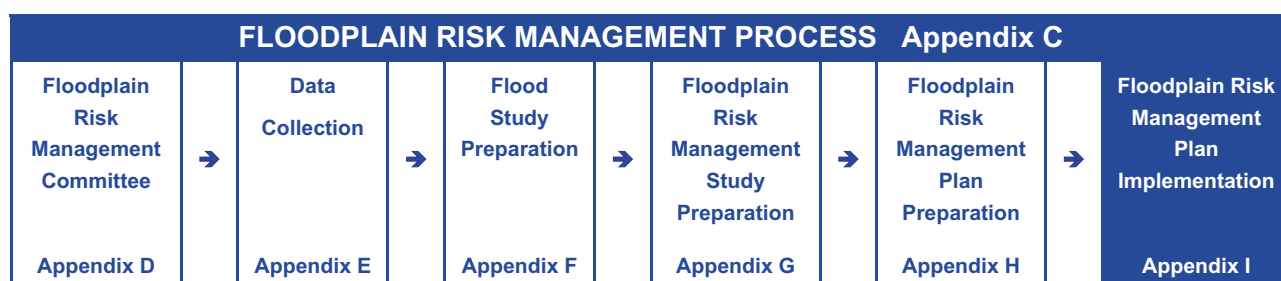 FLOODPLAIN RISK MANAGEMENT PROCESS Appendix C
Floodplain
Risk
Management
Committee
Appendix D
Data
Collection
Appendix E
Flood
Study
Preparation
Appendix F
Floodplain
Risk
Management
Study
Preparation
Appendix G
Floodplain
Risk
Management
Plan
Preparation
Appendix H
Floodplain Risk
Management
Plan
Implementation
Appendix I